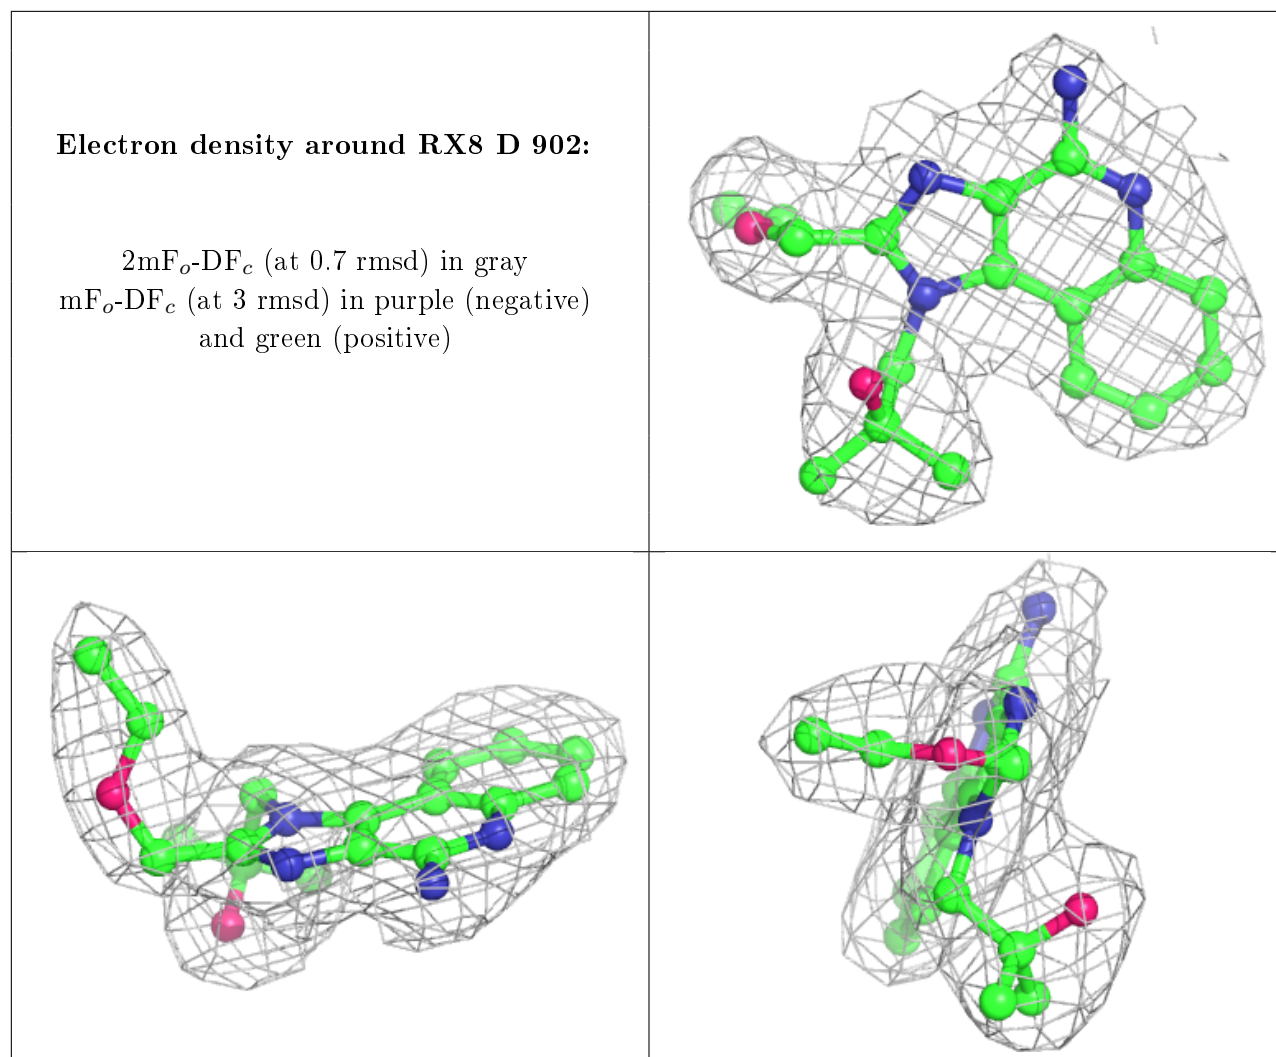 Electron density around RX8 D 902:
2mFₒ-DF𝒸 (at 0.7 rmsd) in gray
mFₒ-DF𝒸 (at 3 rmsd) in purple (negative)
and green (positive)